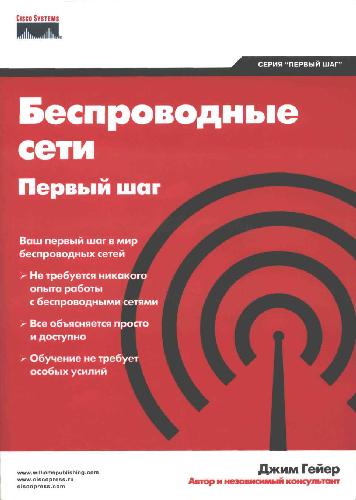 CISCO SYSTEMS
СЕРИЯ "ПЕРВЫЙ ШАГ"
Беспроводные
сети
Первый шаг
Ваш первый шаг в мир
беспроводных сетей
➢ Не требуется никакого
опыта работы
с беспроводными сетями
➢ Все объясняется просто
и доступно
➢ Обучение не требует
особых усилий
www.williamspublishing.com
www.ciscopress.ru
ciscopress.com
Джим Гейер
Автор и независимый консультант